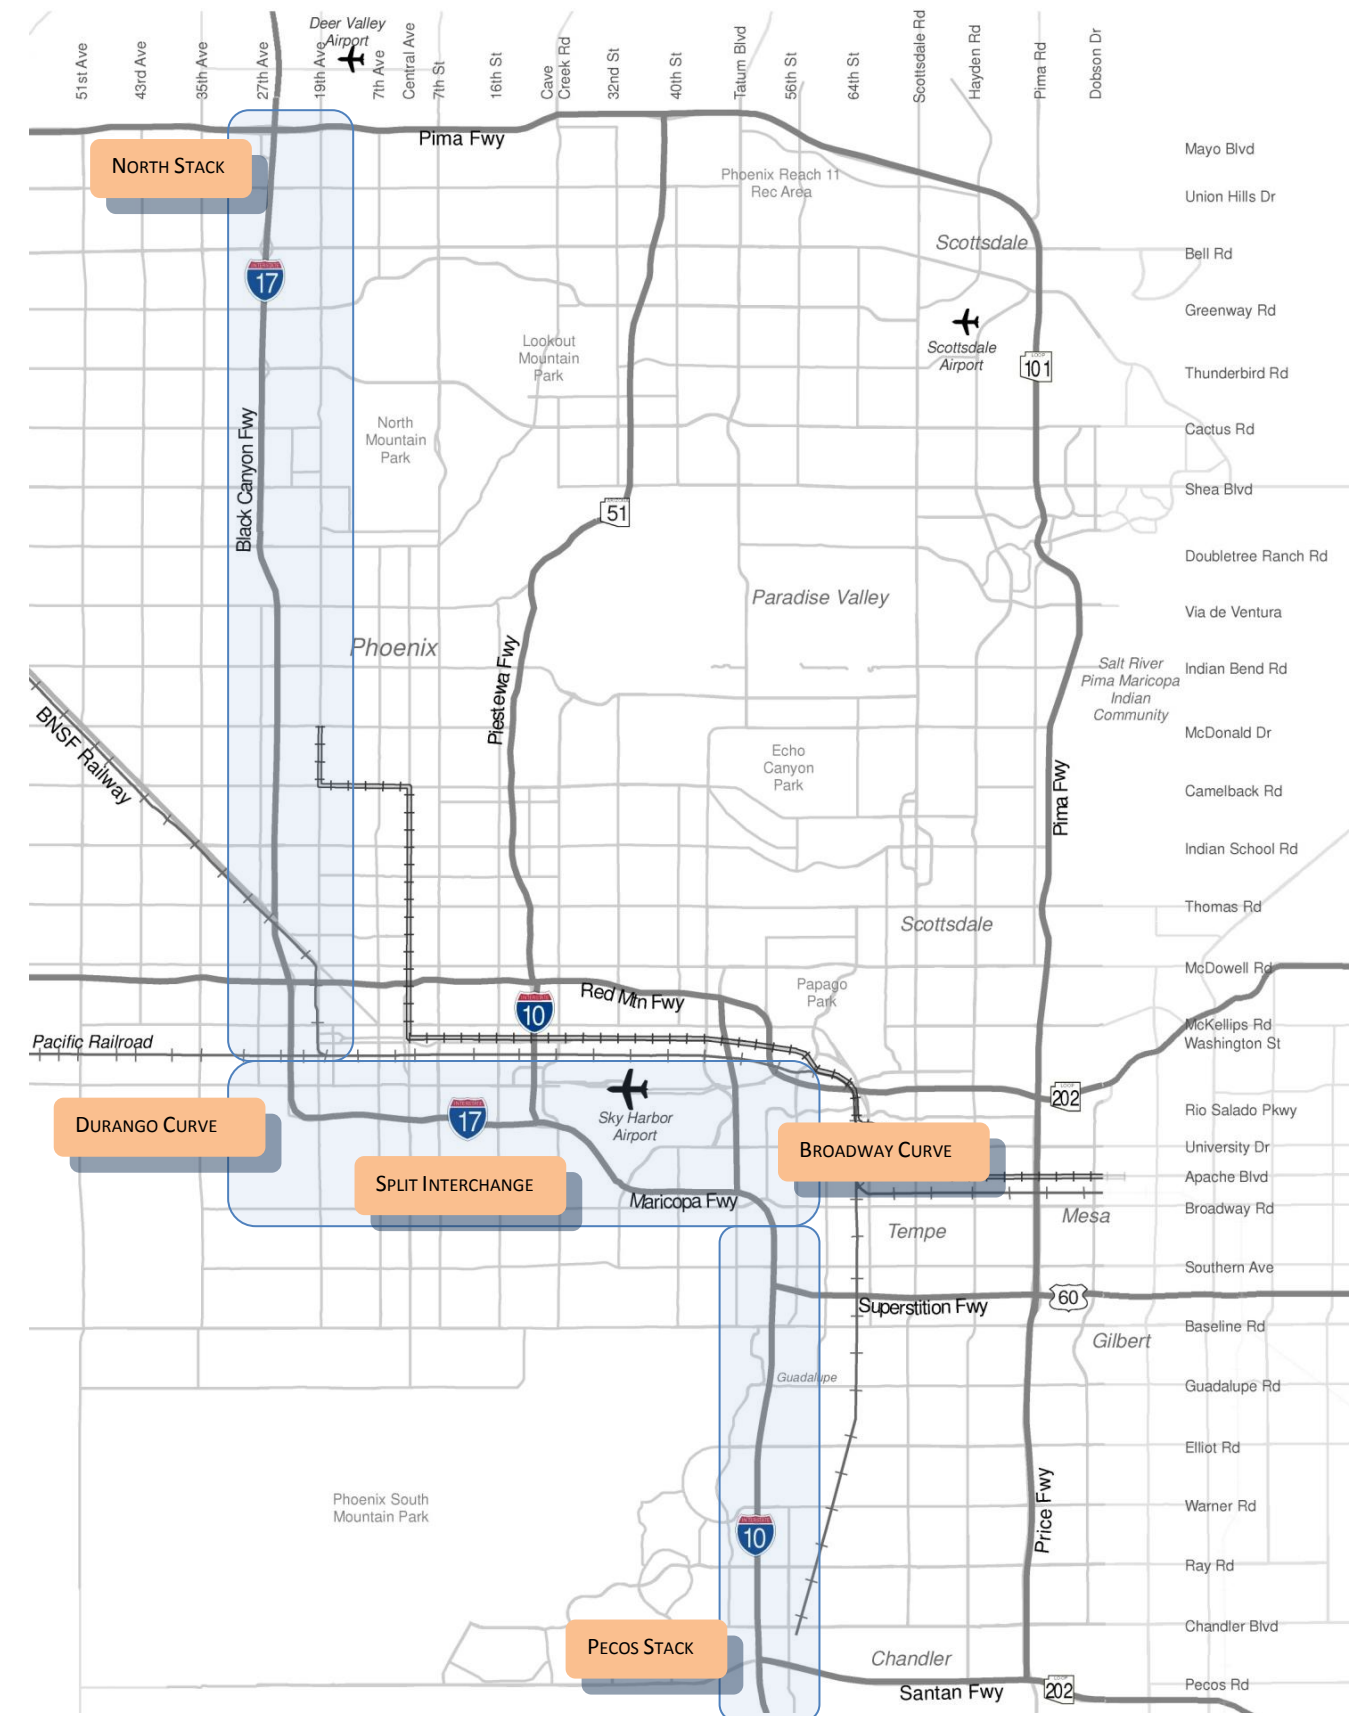 Deer Valley
Airport
51st Ave
43rd Ave
35th Ave
27th Ave
19th Ave
7th Ave
Central Ave
7th St
16th St
Cave
Creek Rd
32nd St
40th St
Tatum Blvd
56th St
64th St
Scottsdale Rd
Hayden Rd
Pima Rd
Dobson Dr
Pima Fwy
NORTH STACK
Mayo Blvd
Phoenix Reach 11
Rec Area
Union Hills Dr
Scottsdale
Bell Rd
INTERSTATE
17
Greenway Rd
Scottsdale
Airport
Lookout
Mountain
Park
LOOP
101
Thunderbird Rd
North
Mountain
Park
Cactus Rd
Black Canyon Fwy
Shea Blvd
51
Doubletree Ranch Rd
Paradise Valley
Via de Ventura
Phoenix
Piestewa Fwy
Salt River
Pima Maricopa
Indian
Community
Indian Bend Rd
BNSF Railway
McDonald Dr
Echo
Canyon
Park
Camelback Rd
Pima Fwy
Indian School Rd
Thomas Rd
Scottsdale
McDowell Rd
Papago
Park
Red Mtn Fwy
INTERSTATE
10
McKellips Rd
Pacific Railroad
Washington St
LOOP
202
Sky Harbor
Airport
Rio Salado Pkwy
DURANGO CURVE
INTERSTATE
17
University Dr
BROADWAY CURVE
SPLIT INTERCHANGE
Apache Blvd
Maricopa Fwy
Broadway Rd
Mesa
Tempe
Southern Ave
Superstition Fwy
60
Baseline Rd
Gilbert
Guadalupe
Guadalupe Rd
Elliot Rd
Phoenix South
Mountain Park
Warner Rd
Price Fwy
INTERSTATE
10
Ray Rd
Chandler Blvd
PECOS STACK
Chandler
Santan Fwy
LOOP
202
Pecos Rd